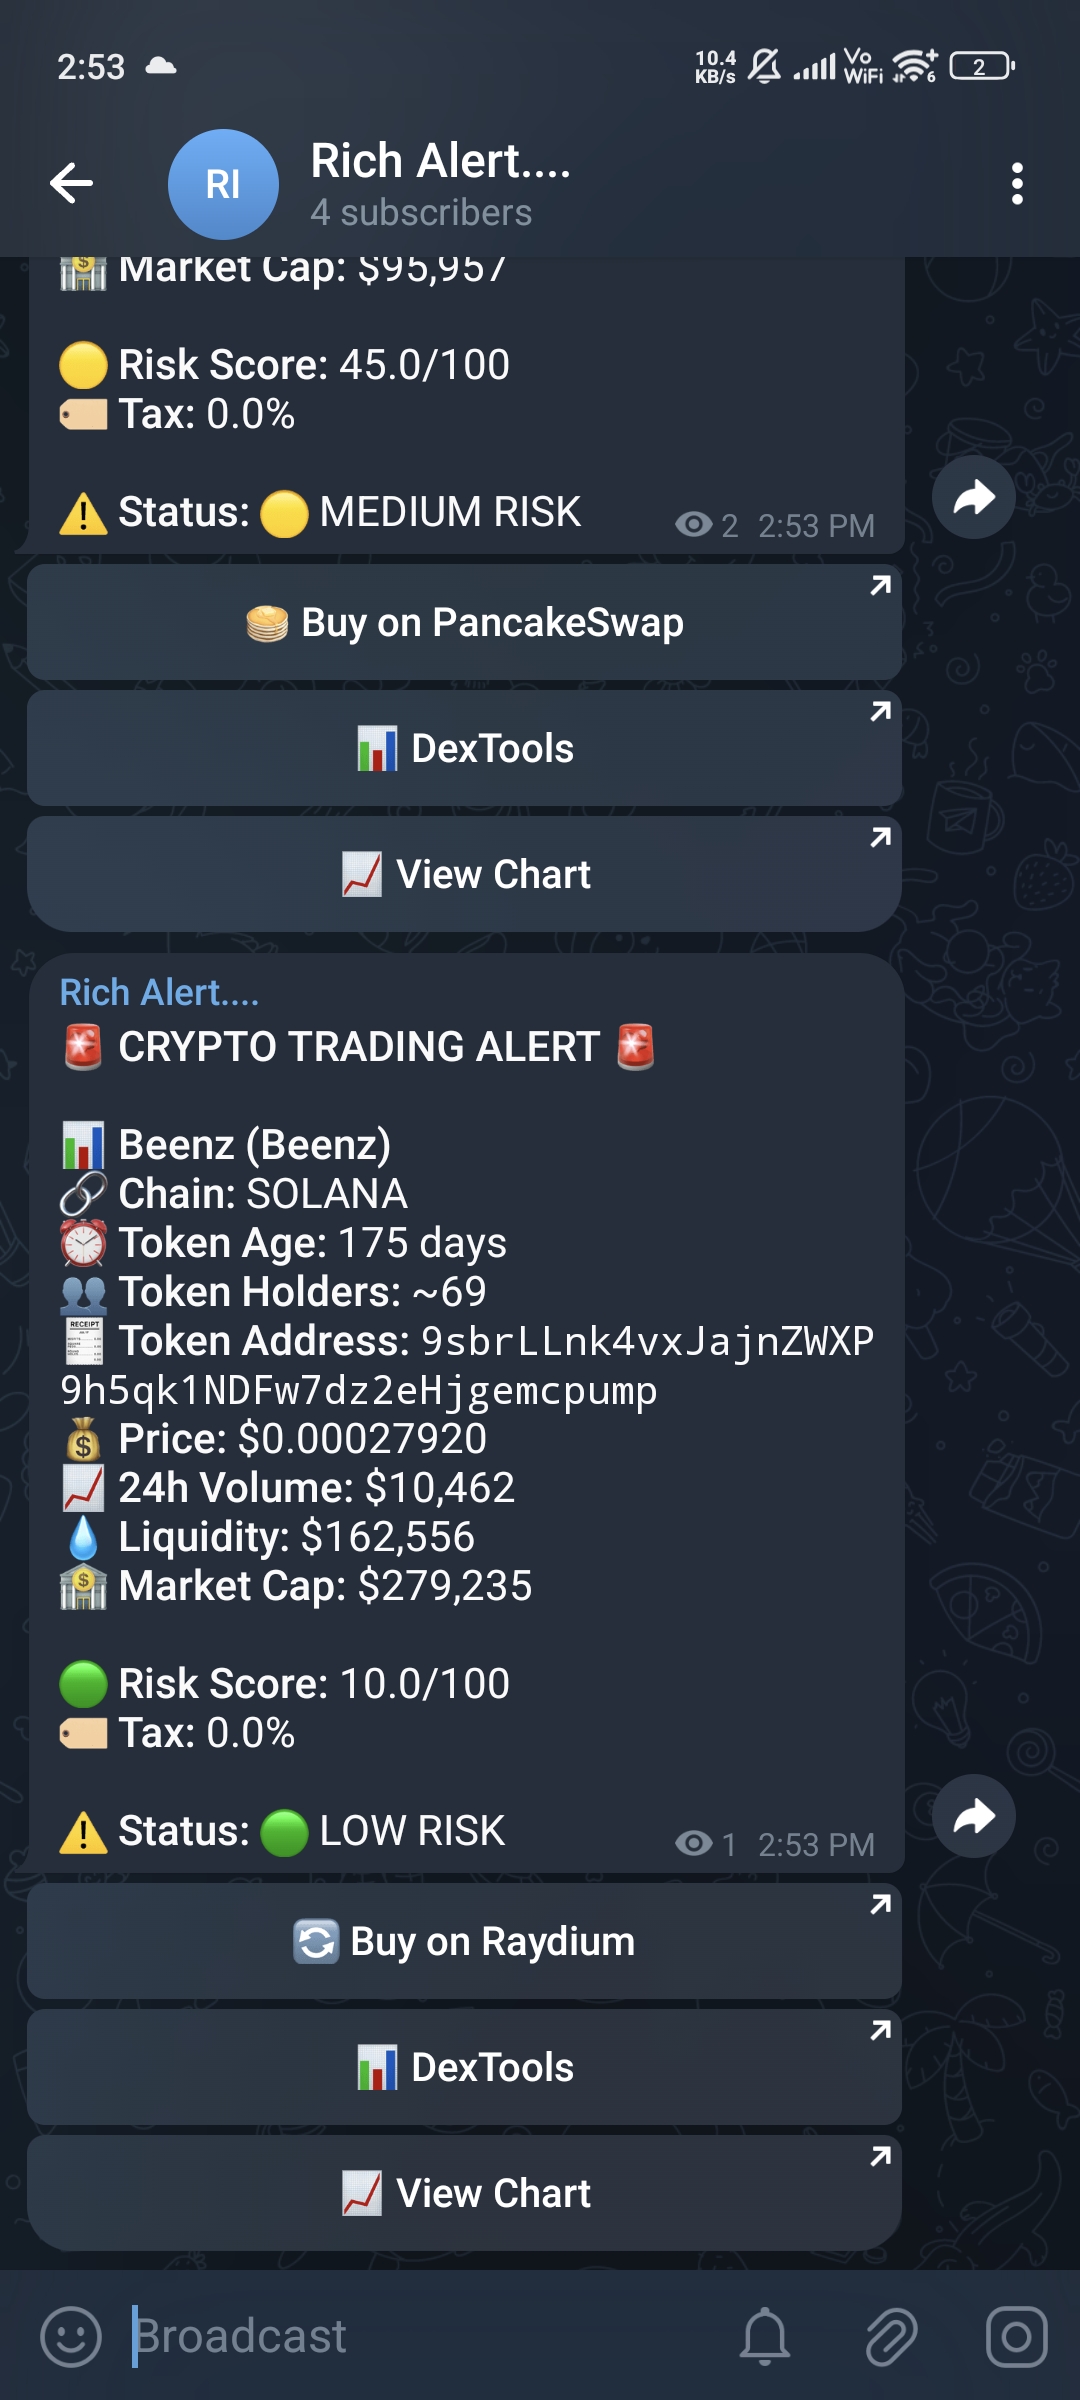 2:53
10.4 KB/s Vo WiFi 6 2
RI
Rich Alert....
4 subscribers
Market Cap: $95,957
Risk Score: 45.0/100
Tax: 0.0%
Status: MEDIUM RISK
2 2:53 PM
Buy on PancakeSwap
DexTools
View Chart
Rich Alert....
CRYPTO TRADING ALERT
Beenz (Beenz)
Chain: SOLANA
Token Age: 175 days
Token Holders: ~69
Token Address: 9sbrLLnk4vxJajnZWXP
9h5qk1NDFw7dz2eHjgemcpump
Price: $0.00027920
24h Volume: $10,462
Liquidity: $162,556
Market Cap: $279,235
Risk Score: 10.0/100
Tax: 0.0%
Status: LOW RISK
1 2:53 PM
Buy on Raydium
DexTools
View Chart
Broadcast